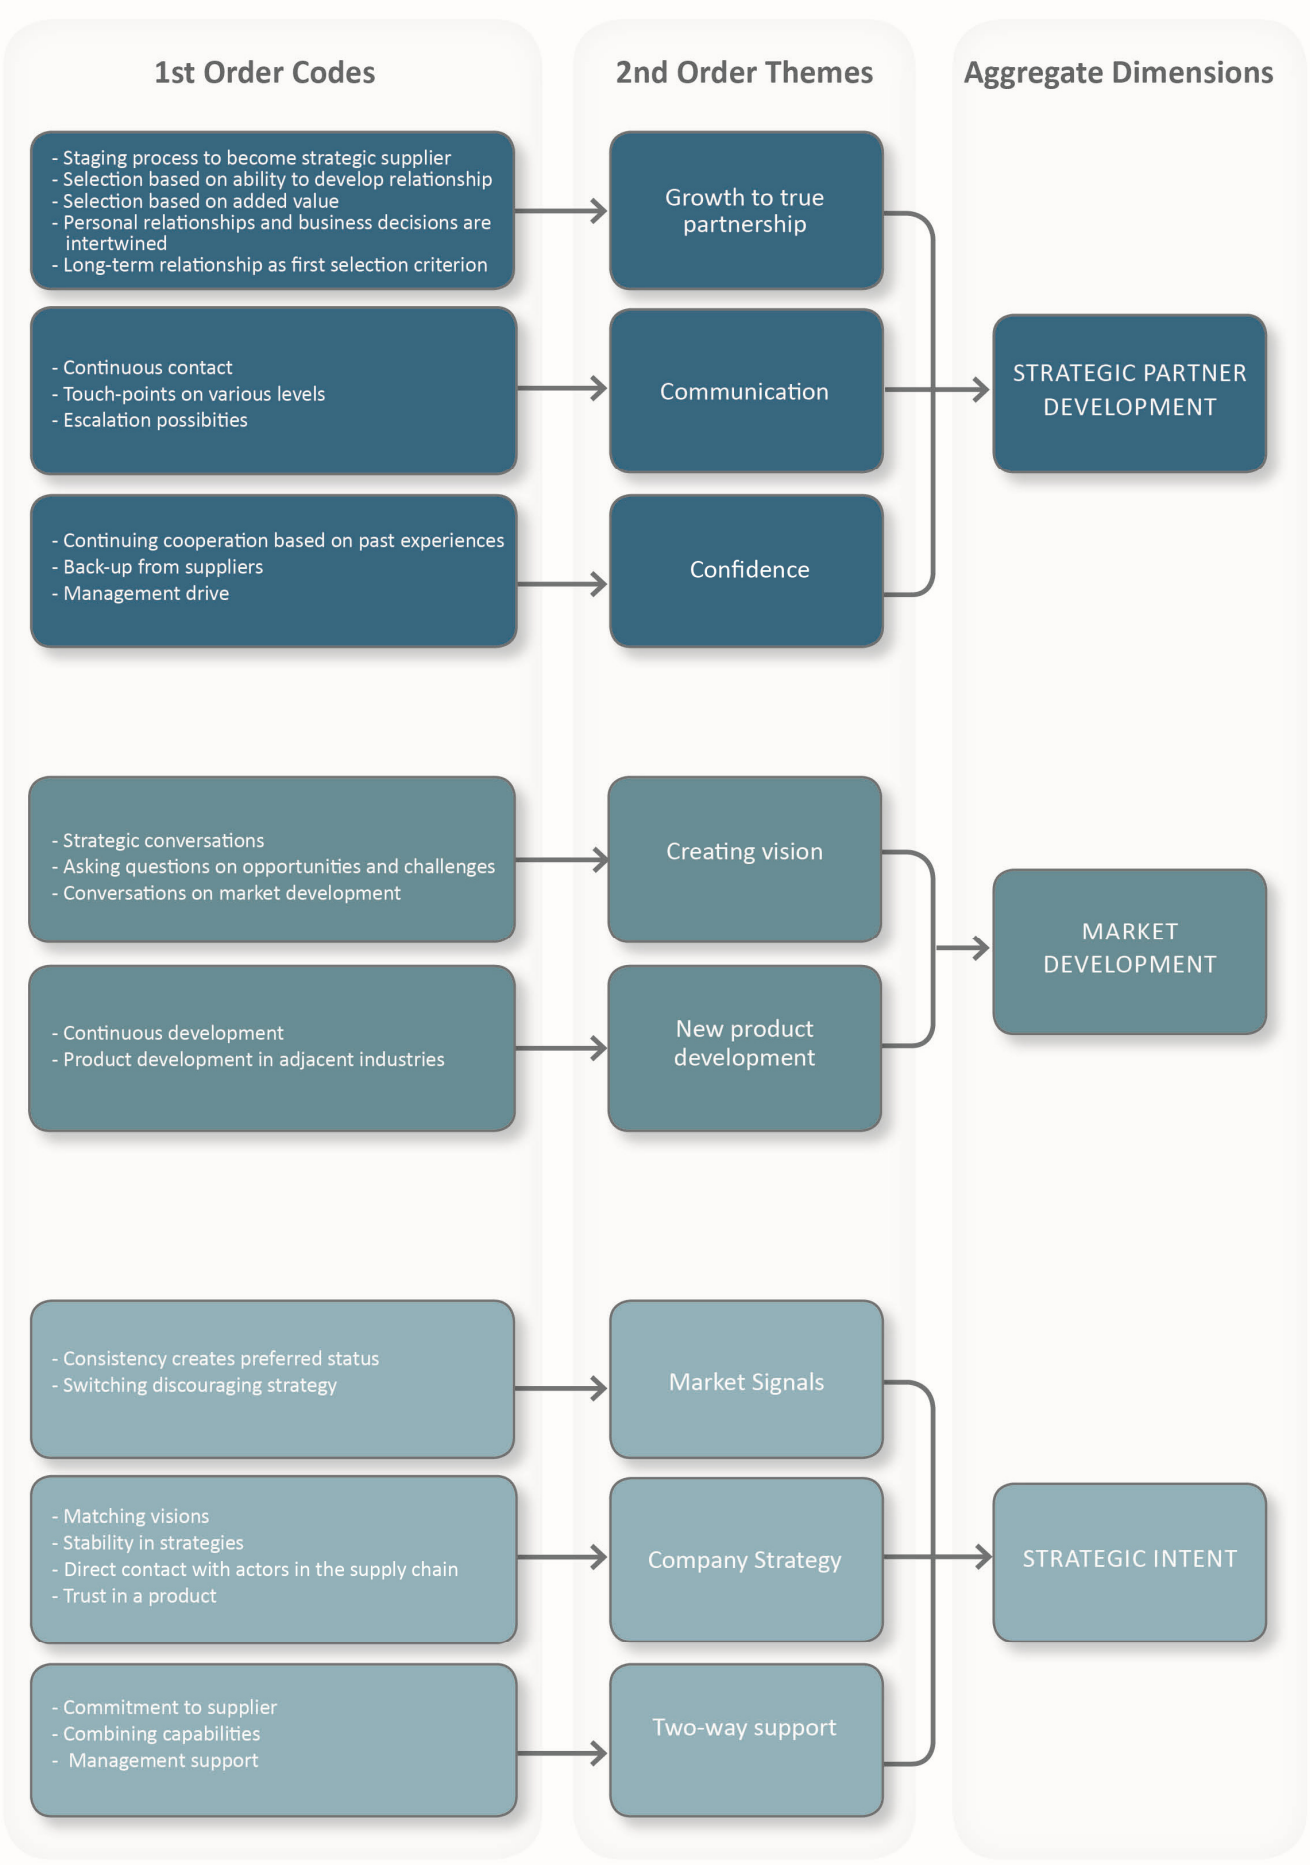 1st Order Codes
2nd Order Themes
Aggregate Dimensions
- Staging process to become strategic supplier
- Selection based on ability to develop relationship
- Selection based on added value
- Personal relationships and business decisions are
intertwined
- Long-term relationship as first selection criterion
Growth to true
partnership
- Continuous contact
- Touch-points on various levels
- Escalation possibities
Communication
STRATEGIC PARTNER
DEVELOPMENT
- Continuing cooperation based on past experiences
- Back-up from suppliers
- Management drive
Confidence
- Strategic conversations
- Asking questions on opportunities and challenges
- Conversations on market development
Creating vision
MARKET
DEVELOPMENT
- Continuous development
- Product development in adjacent industries
New product
development
- Consistency creates preferred status
- Switching discouraging strategy
Market Signals
- Matching visions
- Stability in strategies
- Direct contact with actors in the supply chain
- Trust in a product
Company Strategy
STRATEGIC INTENT
- Commitment to supplier
- Combining capabilities
- Management support
Two-way support